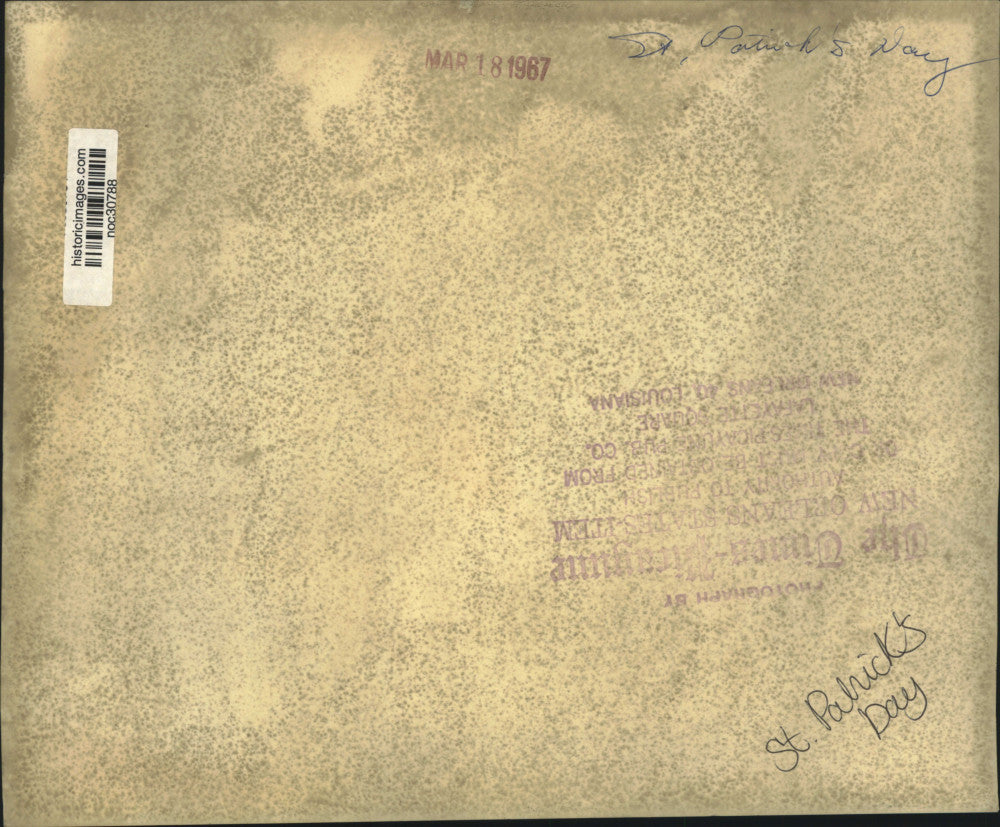 St, Patrick's Day
MAR 18 1967
historicimages.com
noc30788
PHOTOGRAPH BY
The Times-Picayune
NEW ORLEANS STATES-ITEM
AUTHORITY TO PUBLISH
MUST BE OBTAINED FROM
THE TIMES-PICAYUNE PUB. CO.
LAFAYETTE SQUARE
NEW ORLEANS 40, LOUISIANA
St. Patrick's
Day